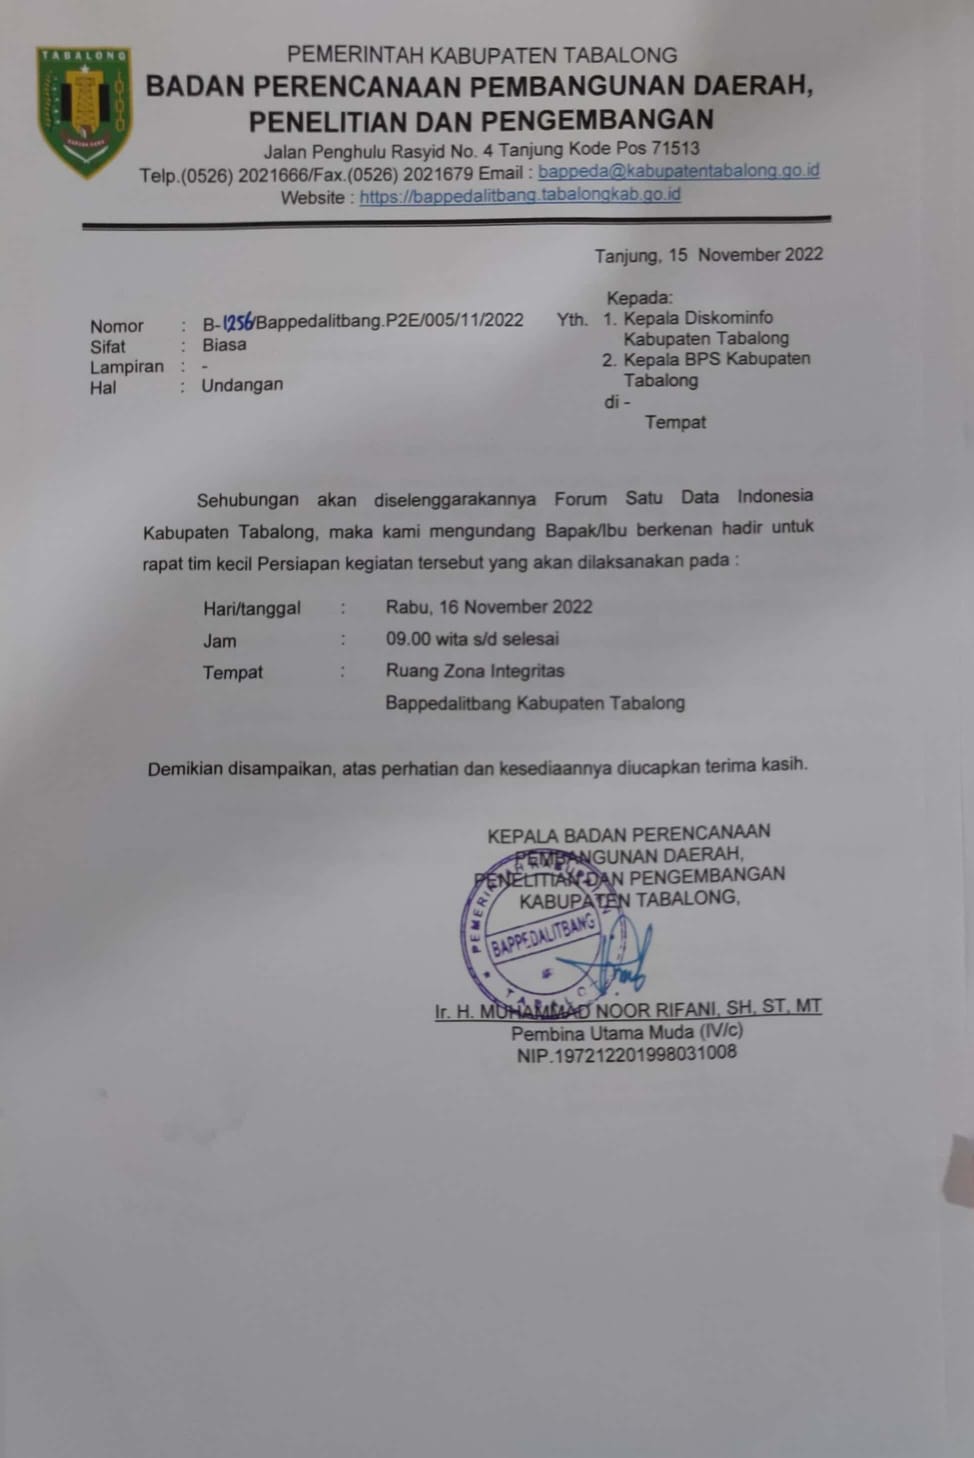 TABALONG
PEMERINTAH KABUPATEN TABALONG
BADAN PERENCANAAN PEMBANGUNAN DAERAH,
PENELITIAN DAN PENGEMBANGAN
Jalan Penghulu Rasyid No. 4 Tanjung Kode Pos 71513
Telp.(0526) 2021666/Fax.(0526) 2021679 Email : bappeda@kabupatentabalong.go.id
Website : https://bappedalitbang.tabalongkab.go.id
Tanjung, 15 November 2022
Kepada:
Nomor : B-1256/Bappedalitbang.P2E/005/11/2022 Yth. 1. Kepala Diskominfo
Sifat : Biasa Kabupaten Tabalong
Lampiran : - 2. Kepala BPS Kabupaten
Hal : Undangan Tabalong
di -
Tempat
Sehubungan akan diselenggarakannya Forum Satu Data Indonesia
Kabupaten Tabalong, maka kami mengundang Bapak/Ibu berkenan hadir untuk
rapat tim kecil Persiapan kegiatan tersebut yang akan dilaksanakan pada :
Hari/tanggal : Rabu, 16 November 2022
Jam : 09.00 wita s/d selesai
Tempat : Ruang Zona Integritas
Bappedalitbang Kabupaten Tabalong
Demikian disampaikan, atas perhatian dan kesediaannya diucapkan terima kasih.
KEPALA BADAN PERENCANAAN
PEMBANGUNAN DAERAH,
PENELITIAN DAN PENGEMBANGAN
KABUPATEN TABALONG,
PEMERINTAH KABUPATEN
BAPPEDALITBANG
TABALONG
Ir. H. MUHAMMAD NOOR RIFANI, SH, ST, MT
Pembina Utama Muda (IV/c)
NIP.197212201998031008